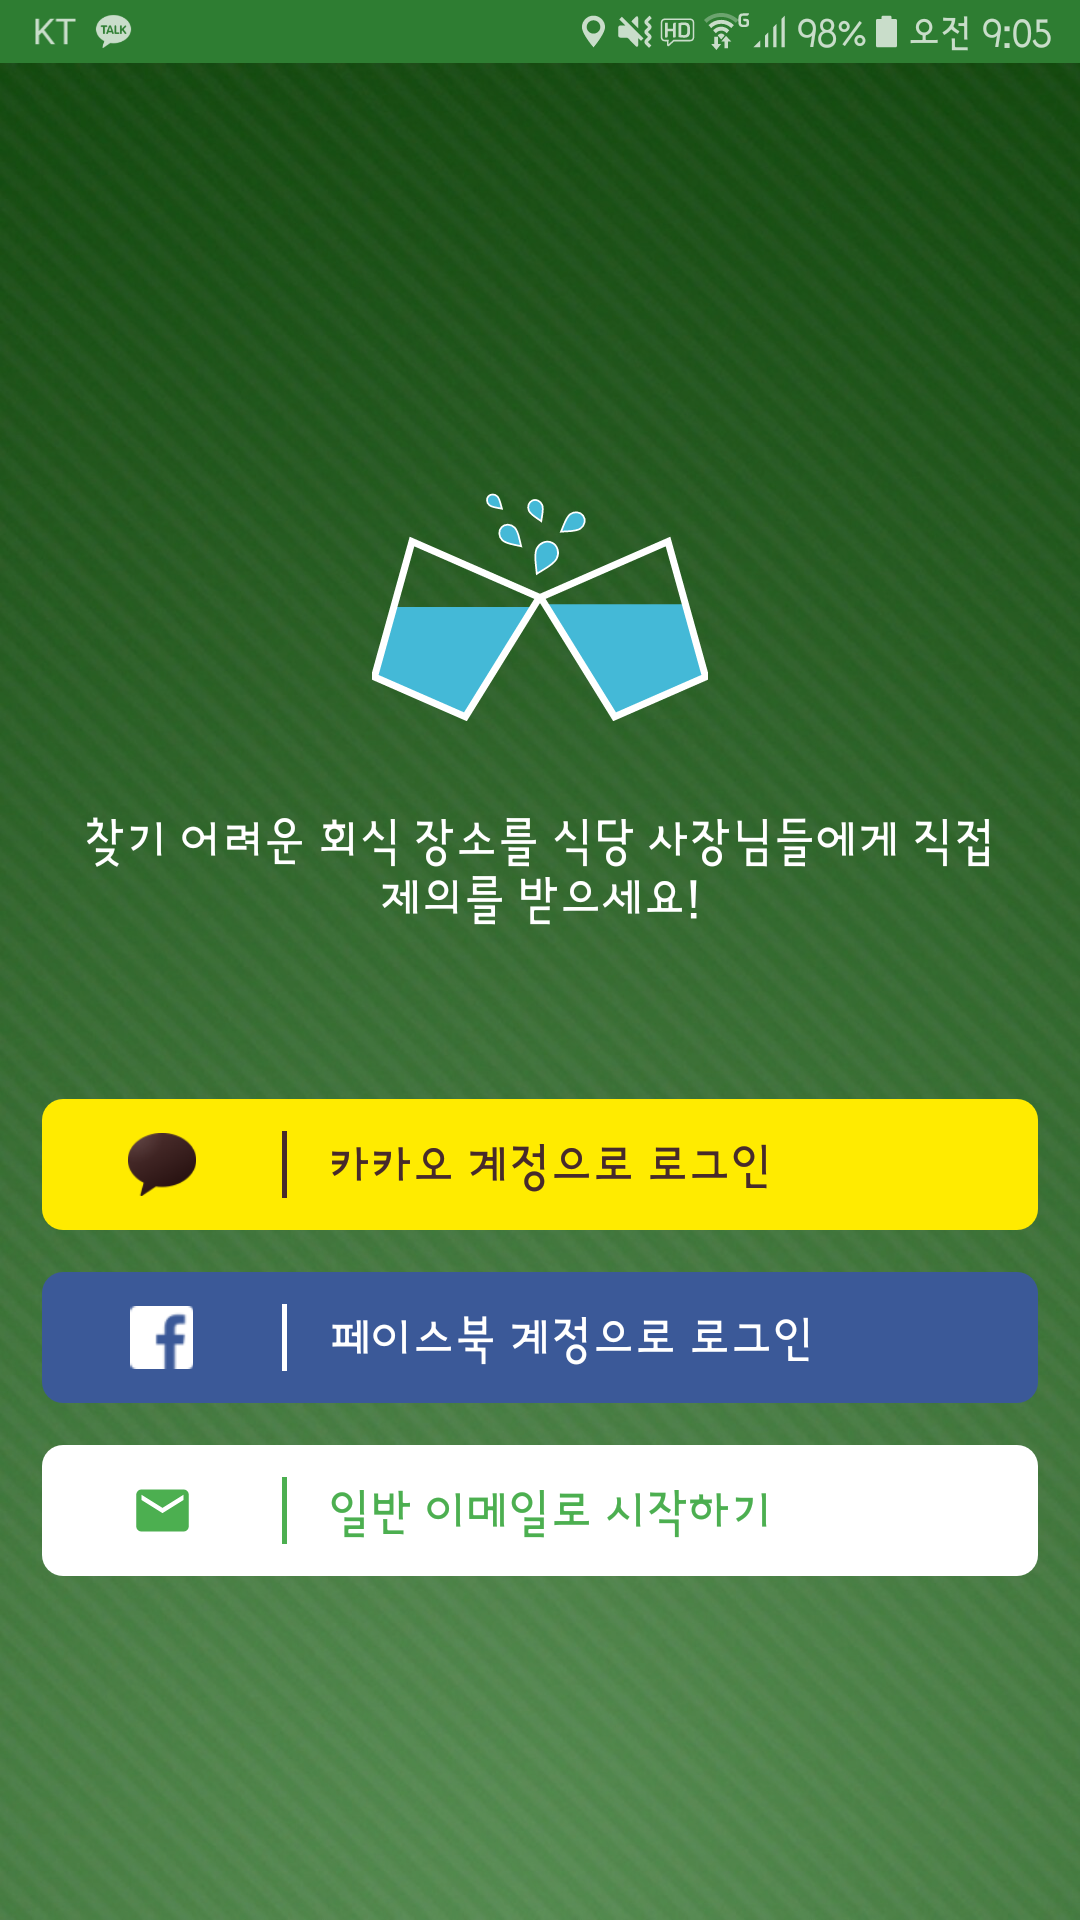 KT TALK HD G 98% 오전 9:05
찾기 어려운 회식 장소를 식당 사장님들에게 직접
제의를 받으세요!
카카오 계정으로 로그인
페이스북 계정으로 로그인
일반 이메일로 시작하기